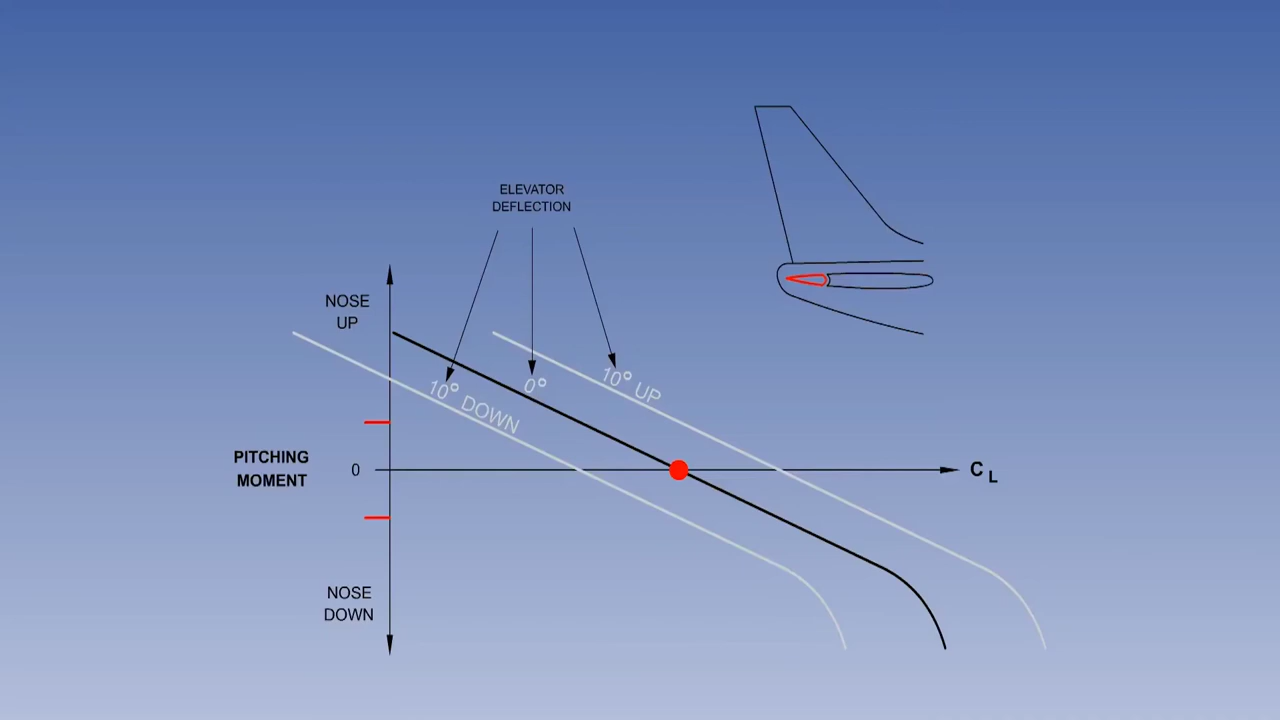 ELEVATOR
DEFLECTION
NOSE
UP
10° DOWN
0°
10° UP
PITCHING
MOMENT
0
C L
NOSE
DOWN